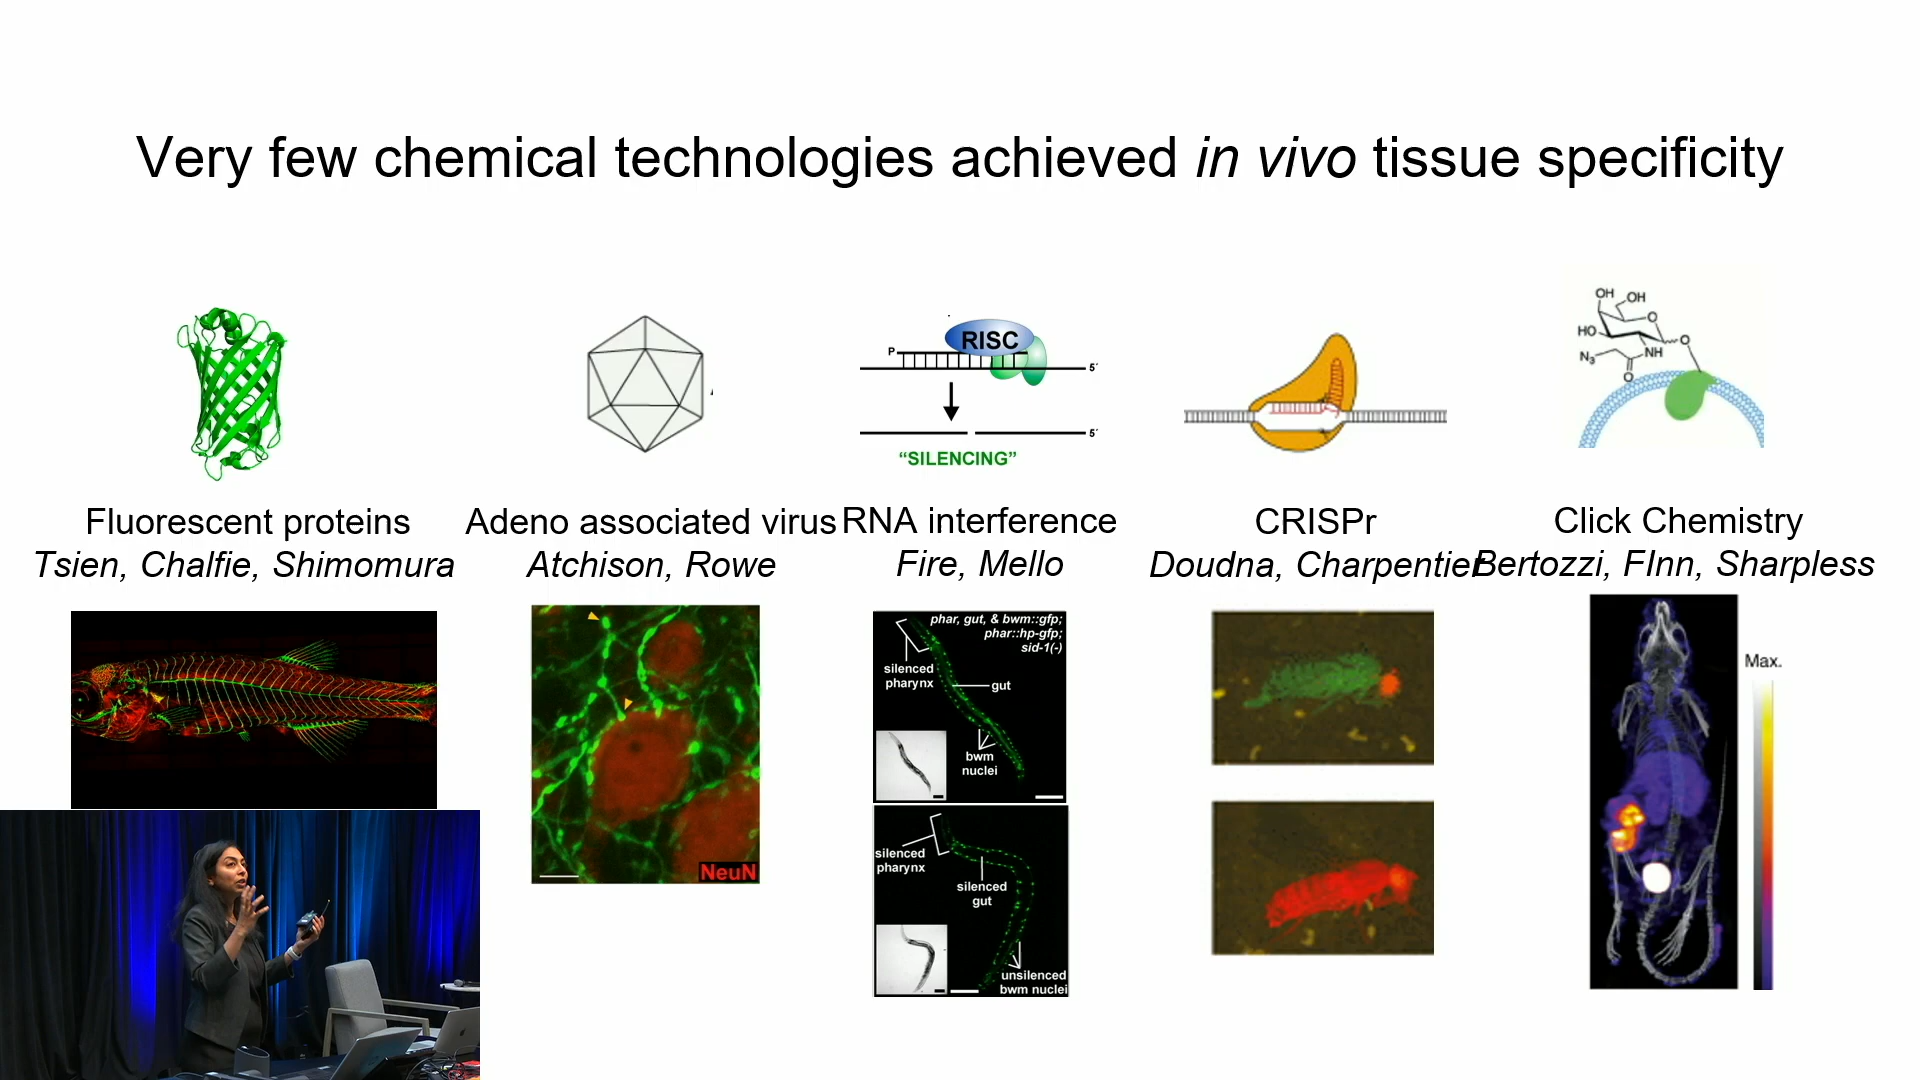 Very few chemical technologies achieved in vivo tissue specificity
RISC
P
5´
5´
“SILENCING”
OH
OH
HO
O
O
N3
NH
O
Fluorescent proteins
Tsien, Chalfie, Shimomura
Adeno associated virus
Atchison, Rowe
RNA interference
Fire, Mello
CRISPr
Doudna, Charpentier
Click Chemistry
Bertozzi, FInn, Sharpless
NeuN
phar, gut, & bwm::gfp;
phar::hp-gfp;
sid-1(-)
silenced
pharynx
gut
bwm
nuclei
silenced
pharynx
silenced
gut
unsilenced
bwm nuclei
Max.